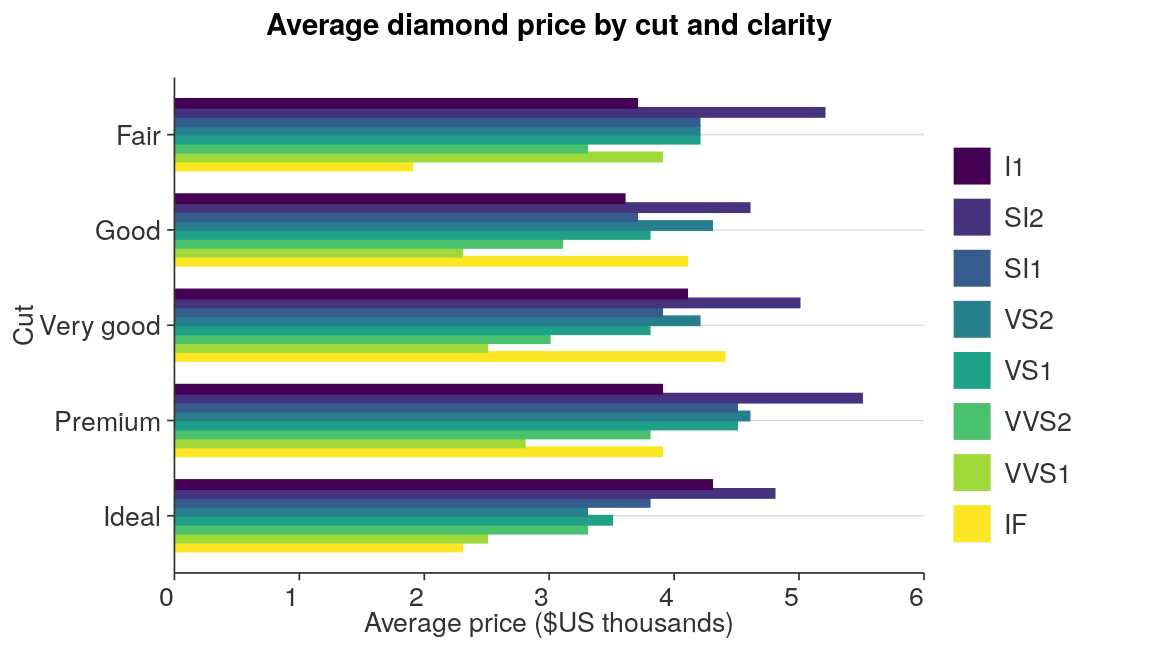 Average diamond price by cut and clarity
Fair
Good
Very good
Premium
Ideal
Cut
0 1 2 3 4 5 6
Average price ($US thousands)
I1
SI2
SI1
VS2
VS1
VVS2
VVS1
IF